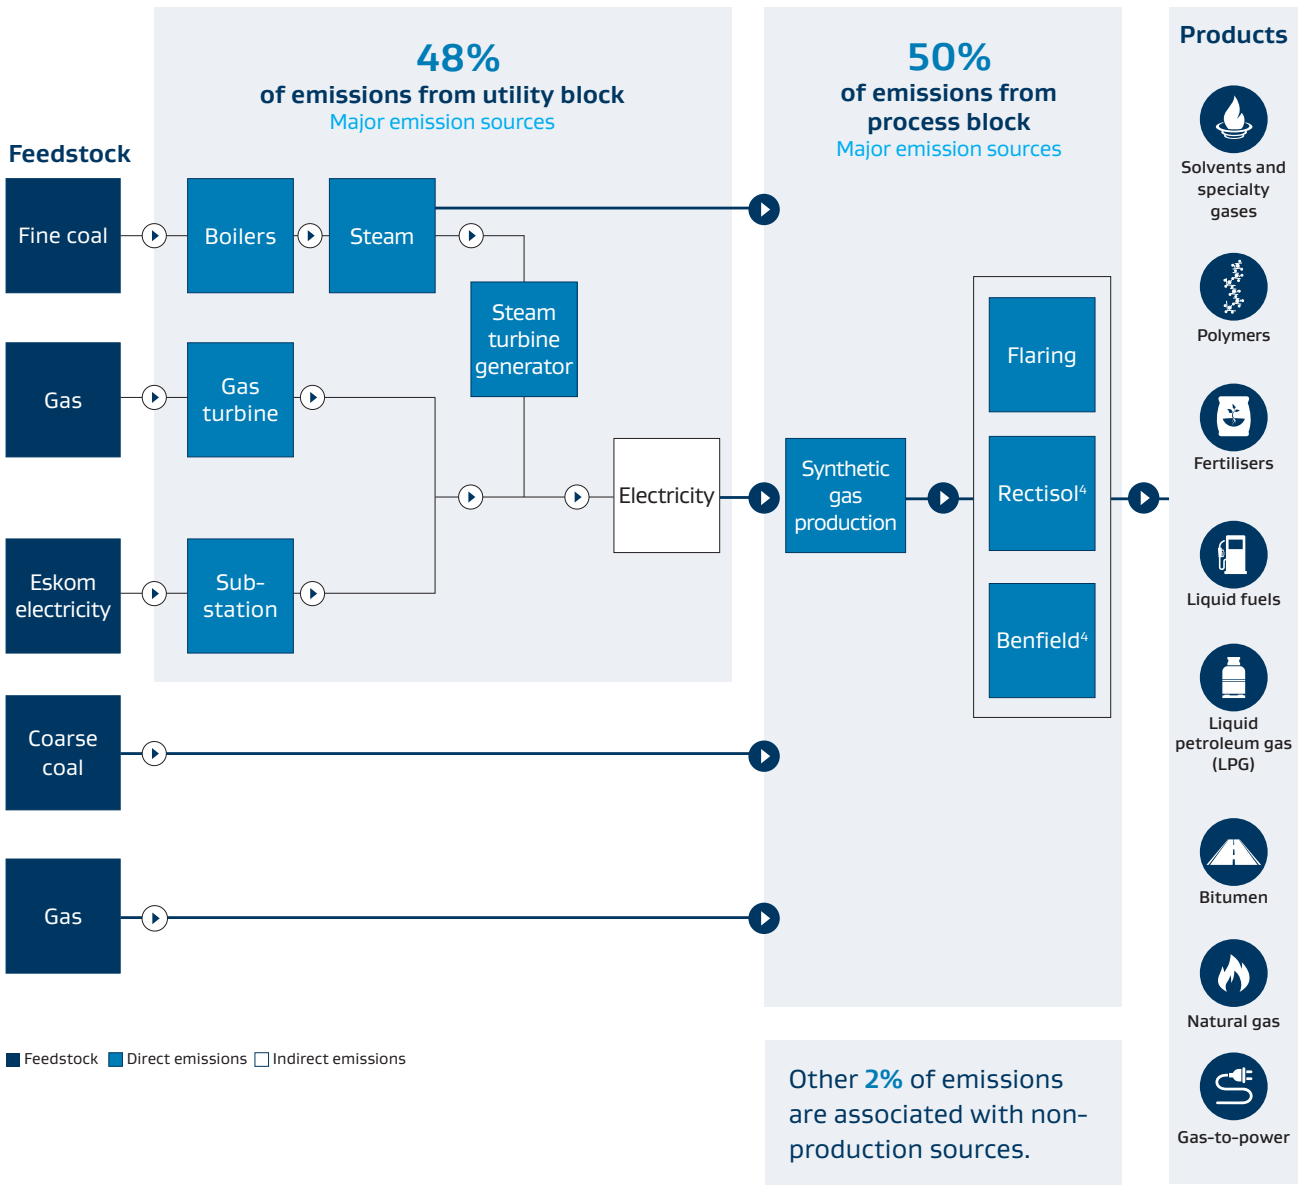 48%
of emissions from utility block
Major emission sources
50%
of emissions from
process block
Major emission sources
Products
Feedstock
Fine coal
Boilers
Steam
Steam
turbine
generator
Gas
Gas
turbine
Eskom
electricity
Sub-
station
Electricity
Coarse
coal
Gas
Synthetic
gas
production
Flaring
Rectisol⁴
Benfield⁴
Solvents and
specialty
gases
Polymers
Fertilisers
Liquid fuels
Liquid
petroleum gas
(LPG)
Bitumen
Natural gas
Gas-to-power
Feedstock Direct emissions Indirect emissions
Other 2% of emissions
are associated with non-
production sources.